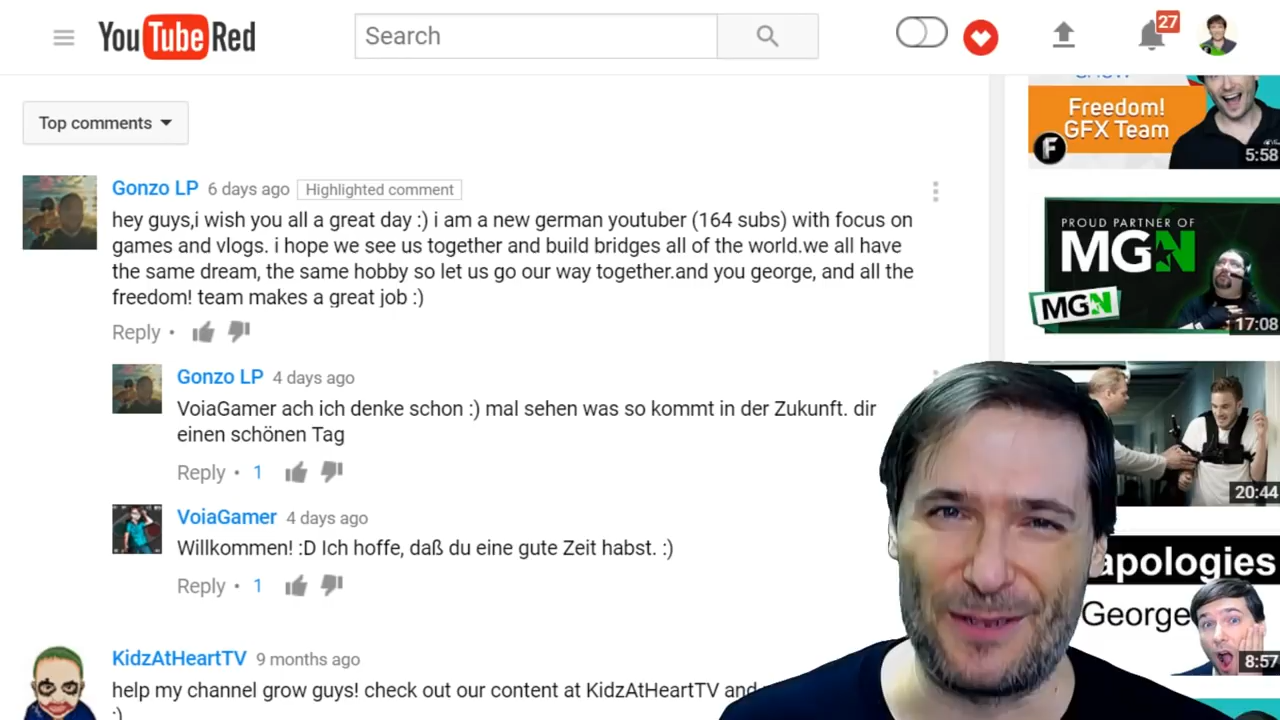 YouTube Red
Search
27
Top comments
Freedom!
GFX Team
F
5:58
Gonzo LP 6 days ago Highlighted comment
hey guys,i wish you all a great day :) i am a new german youtuber (164 subs) with focus on
games and vlogs. i hope we see us together and build bridges all of the world.we all have
the same dream, the same hobby so let us go our way together.and you george, and all the
freedom! team makes a great job :)
Reply •
PROUD PARTNER OF
MGN
MGN
17:08
Gonzo LP 4 days ago
VoiaGamer ach ich denke schon :) mal sehen was so kommt in der Zukunft. dir
einen schönen Tag
Reply • 1
20:44
VoiaGamer 4 days ago
Willkommen! :D Ich hoffe, daß du eine gute Zeit habst. :)
Reply • 1
apologies
George
8:57
KidzAtHeartTV 9 months ago
help my channel grow guys! check out our content at KidzAtHeartTV and
:)